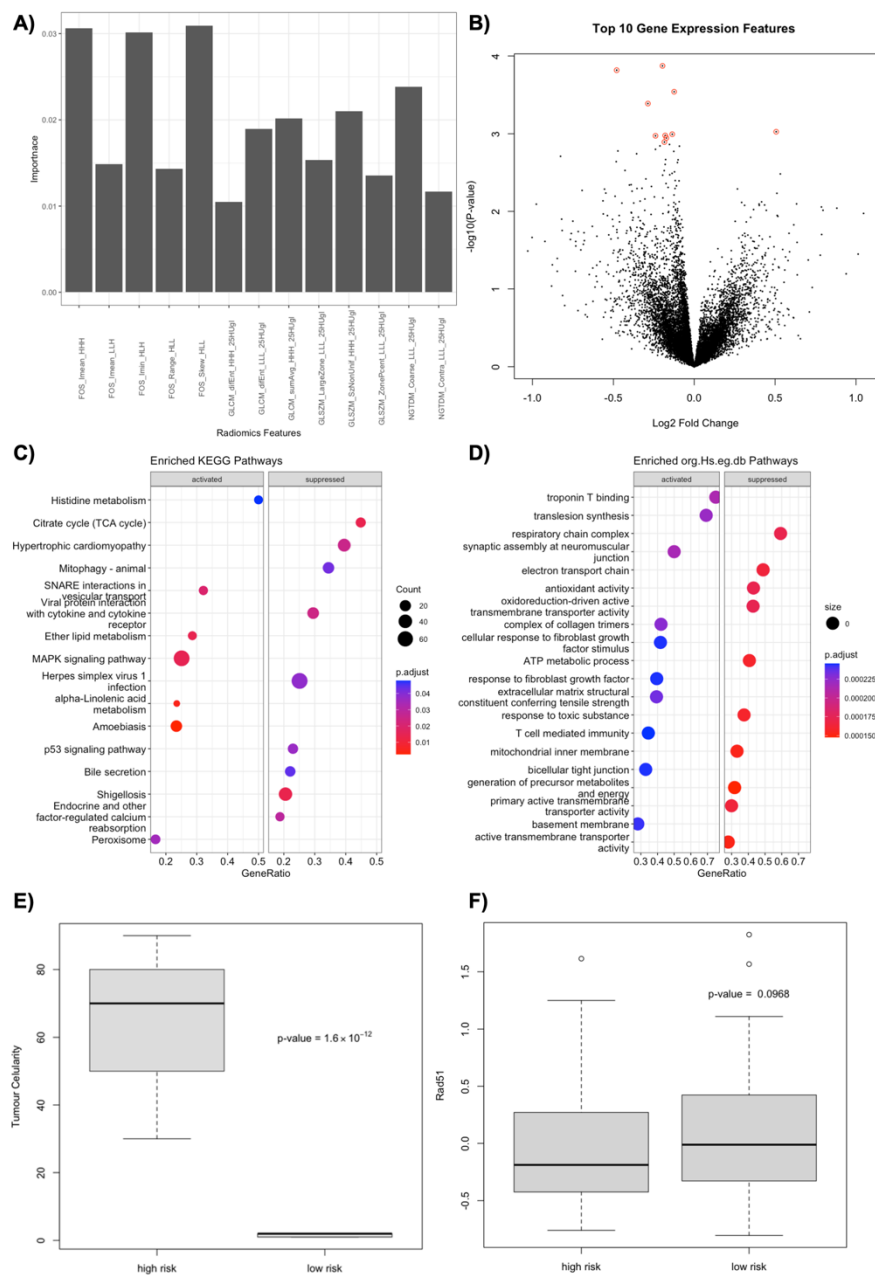 A)
0.03
0.02
0.01
0.00
Importnace
FOS_Imean_HHH
FOS_Imean_LLH
FOS_Imin_HLH
FOS_Range_HLL
FOS_Skew_HLL
GLCM_difEnt_HHH_25HUgl
GLCM_difEnt_LLL_25HUgl
GLCM_sumAvg_HHH_25HUgl
GLSZM_LargeZone_LLL_25HUgl
GLSZM_SzNonUnif_HHH_25HUgl
GLSZM_ZonePcent_LLL_25HUgl
NGTDM_Coarse_LLL_25HUgl
NGTDM_Contra_LLL_25HUgl
Radiomics Features
B)
Top 10 Gene Expression Features
4
3
2
1
0
-log10(P-value)
-1.0 -0.5 0.0 0.5 1.0
Log2 Fold Change
C)
Enriched KEGG Pathways
activated suppressed
Histidine metabolism
Citrate cycle (TCA cycle)
Hypertrophic cardiomyopathy
Mitophagy - animal
SNARE interactions in
vesicular transport
Viral protein interaction
with cytokine and cytokine
receptor
Ether lipid metabolism
MAPK signaling pathway
Herpes simplex virus 1
infection
alpha-Linolenic acid
metabolism
Amoebiasis
p53 signaling pathway
Bile secretion
Shigellosis
Endocrine and other
factor-regulated calcium
reabsorption
Peroxisome
0.2 0.3 0.4 0.5 0.2 0.3 0.4 0.5
GeneRatio
Count
20
40
60
p.adjust
0.04
0.03
0.02
0.01
D)
Enriched org.Hs.eg.db Pathways
activated suppressed
troponin T binding
translesion synthesis
respiratory chain complex
synaptic assembly at neuromuscular
junction
electron transport chain
antioxidant activity
oxidoreduction-driven active
transmembrane transporter activity
complex of collagen trimers
cellular response to fibroblast growth
factor stimulus
ATP metabolic process
response to fibroblast growth factor
extracellular matrix structural
constituent conferring tensile strength
response to toxic substance
T cell mediated immunity
mitochondrial inner membrane
bicellular tight junction
generation of precursor metabolites
and energy
primary active transmembrane
transporter activity
basement membrane
active transmembrane transporter
activity
0.3 0.4 0.5 0.6 0.7 0.3 0.4 0.5 0.6 0.7
GeneRatio
size
0
p.adjust
0.000225
0.000200
0.000175
0.000150
E)
80
60
40
20
0
Tumour Celularity
p-value = 1.6 × 10⁻¹²
high risk low risk
F)
1.5
1.0
0.5
0.0
-0.5
Rad51
p-value = 0.0968
high risk low risk